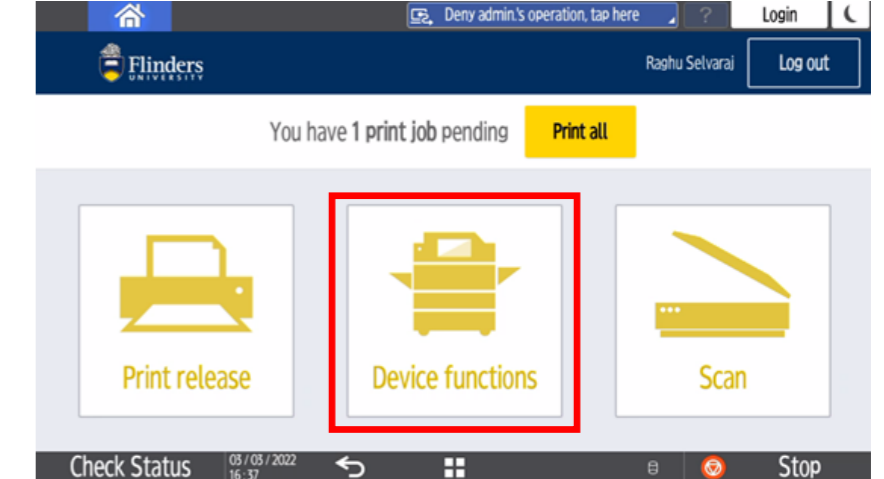 Deny admin.'s operation, tap here
?
Login
Flinders
UNIVERSITY
Raghu Selvaraj
Log out
You have 1 print job pending
Print all
Print release
Device functions
Scan
Check Status
03/03/2022
16:37
Stop